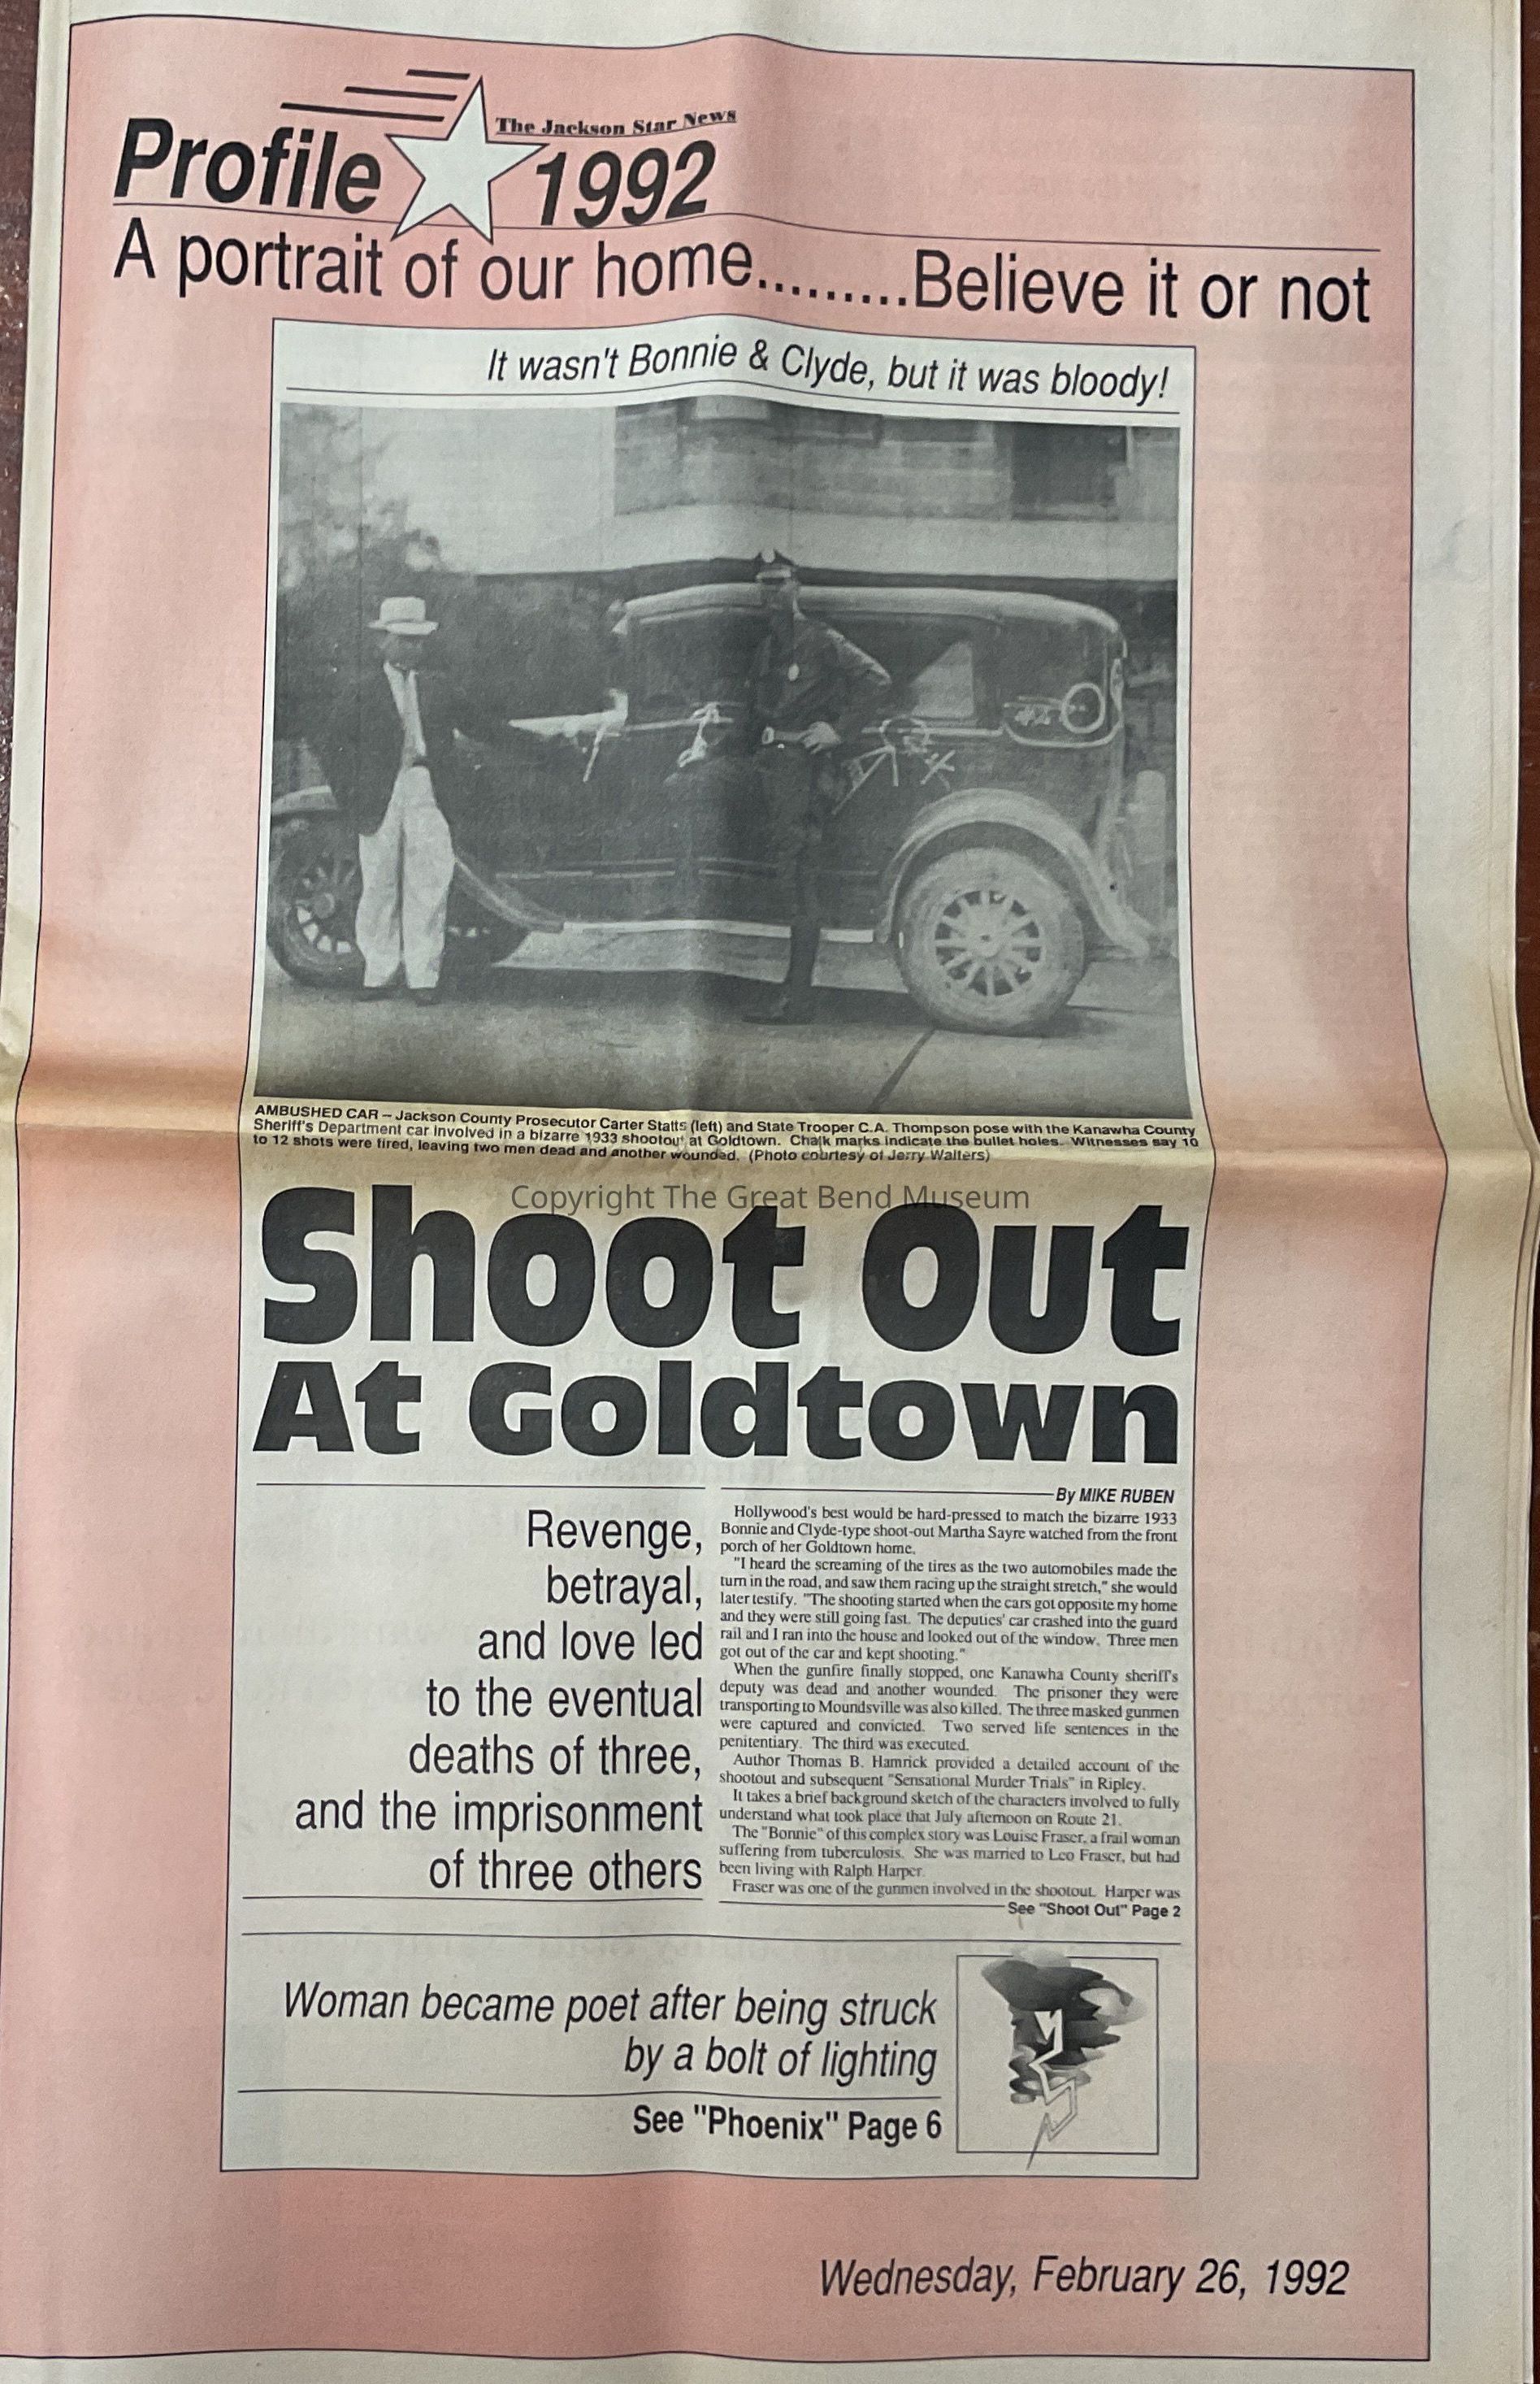 The Jackson Star News
Profile 1992
A portrait of our home.........Believe it or not
It wasn't Bonnie & Clyde, but it was bloody!
AMBUSHED CAR – Jackson County Prosecutor Carter Statts (left) and State Trooper C.A. Thompson pose with the Kanawha County
Sheriff's Department car involved in a bizarre 1933 shootout at Goldtown. Chalk marks indicate the bullet holes. Witnesses say 10
to 12 shots were fired, leaving two men dead and another wounded. (Photo courtesy of Jerry Walters)
Copyright The Great Bend Museum
Shoot Out
At Goldtown
Revenge,
betrayal,
and love led
to the eventual
deaths of three,
and the imprisonment
of three others
By MIKE RUBEN
Hollywood's best would be hard-pressed to match the bizarre 1933
Bonnie and Clyde-type shoot-out Martha Sayre watched from the front
porch of her Goldtown home.
"I heard the screaming of the tires as the two automobiles made the
turn in the road, and saw them racing up the straight stretch," she would
later testify. "The shooting started when the cars got opposite my home
and they were still going fast. The deputies' car crashed into the guard
rail and I ran into the house and looked out of the window. Three men
got out of the car and kept shooting."
When the gunfire finally stopped, one Kanawha County sheriff's
deputy was dead and another wounded. The prisoner they were
transporting to Moundsville was also killed. The three masked gunmen
were captured and convicted. Two served life sentences in the
penitentiary. The third was executed.
Author Thomas B. Hamrick provided a detailed account of the
shootout and subsequent "Sensational Murder Trials" in Ripley.
It takes a brief background sketch of the characters involved to fully
understand what took place that July afternoon on Route 21.
The "Bonnie" of this complex story was Louise Fraser, a frail woman
suffering from tuberculosis. She was married to Leo Fraser, but had
been living with Ralph Harper.
Fraser was one of the gunmen involved in the shootout. Harper was
See "Shoot Out" Page 2
Woman became poet after being struck
by a bolt of lighting
See "Phoenix" Page 6
Wednesday, February 26, 1992